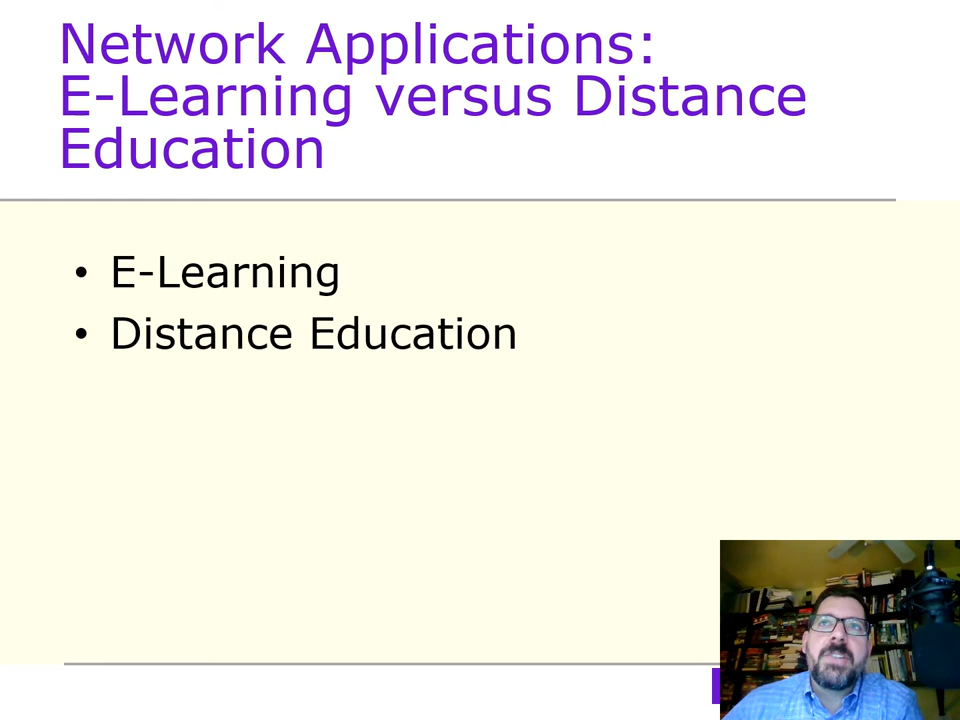 Network Applications:
E-Learning versus Distance
Education
• E-Learning
• Distance Education